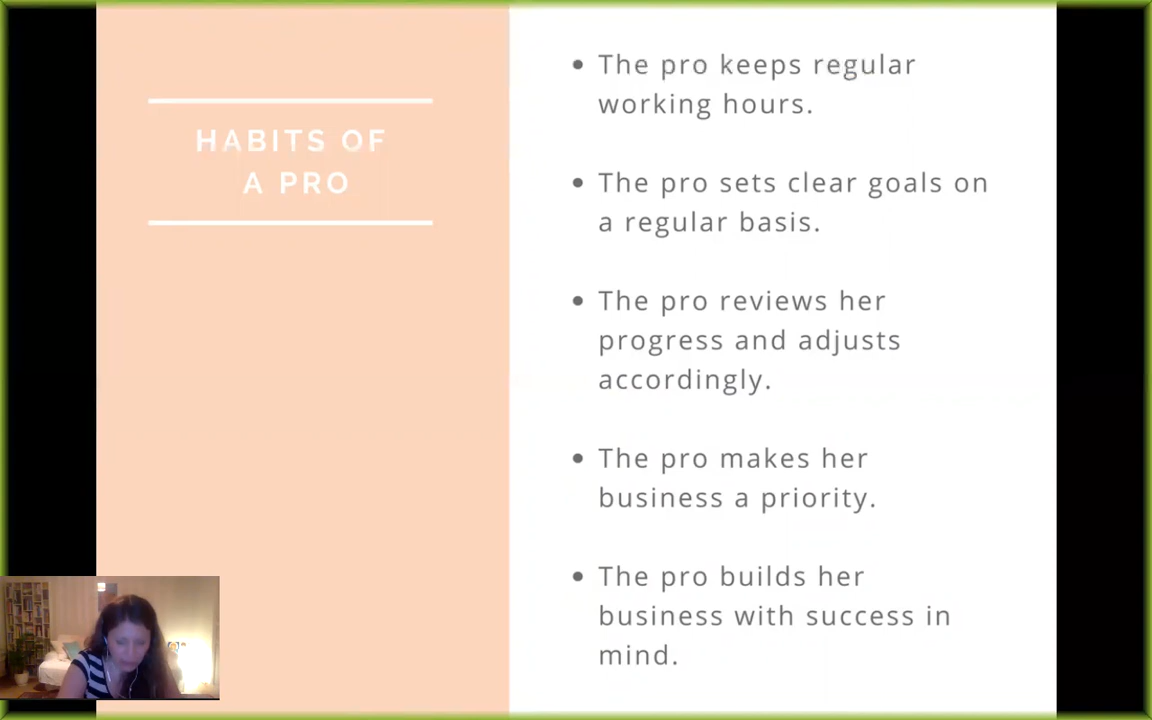 HABITS OF
A PRO
• The pro keeps regular
working hours.
• The pro sets clear goals on
a regular basis.
• The pro reviews her
progress and adjusts
accordingly.
• The pro makes her
business a priority.
• The pro builds her
business with success in
mind.